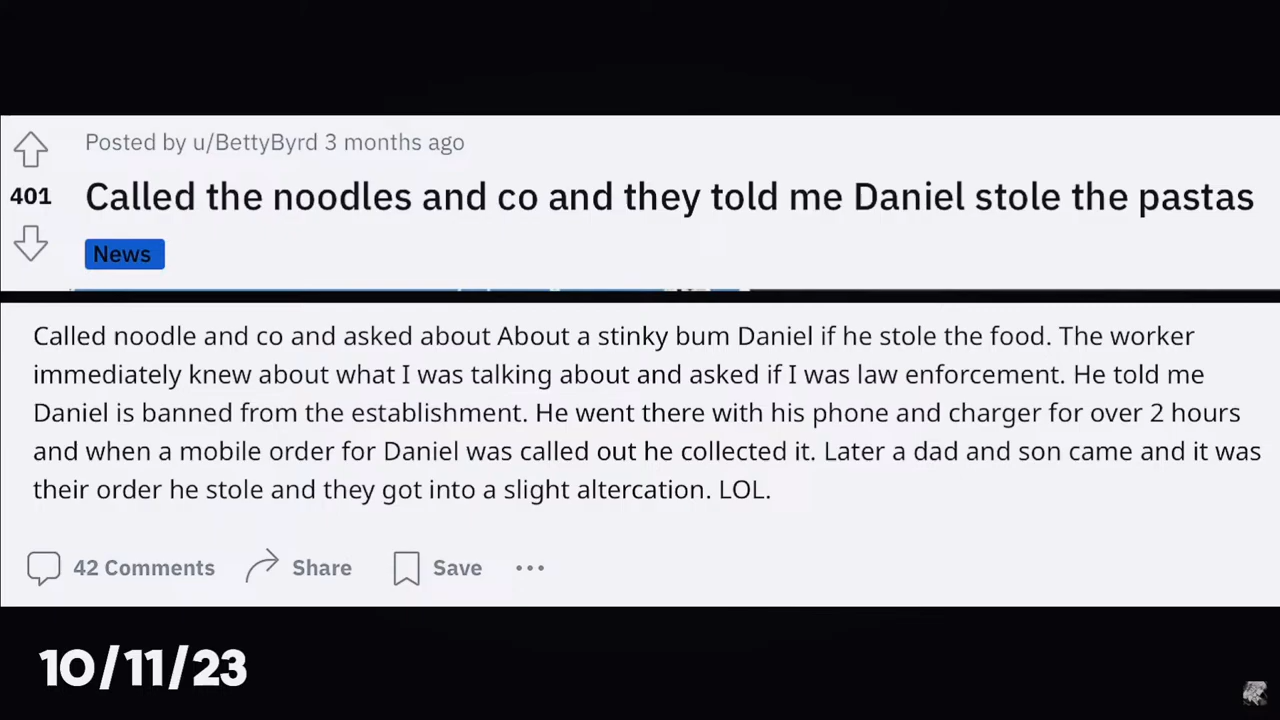 Posted by u/BettyByrd 3 months ago
401
Called the noodles and co and they told me Daniel stole the pastas
News
Called noodle and co and asked about About a stinky bum Daniel if he stole the food. The worker
immediately knew about what I was talking about and asked if I was law enforcement. He told me
Daniel is banned from the establishment. He went there with his phone and charger for over 2 hours
and when a mobile order for Daniel was called out he collected it. Later a dad and son came and it was
their order he stole and they got into a slight altercation. LOL.
42 Comments Share Save
10/11/23